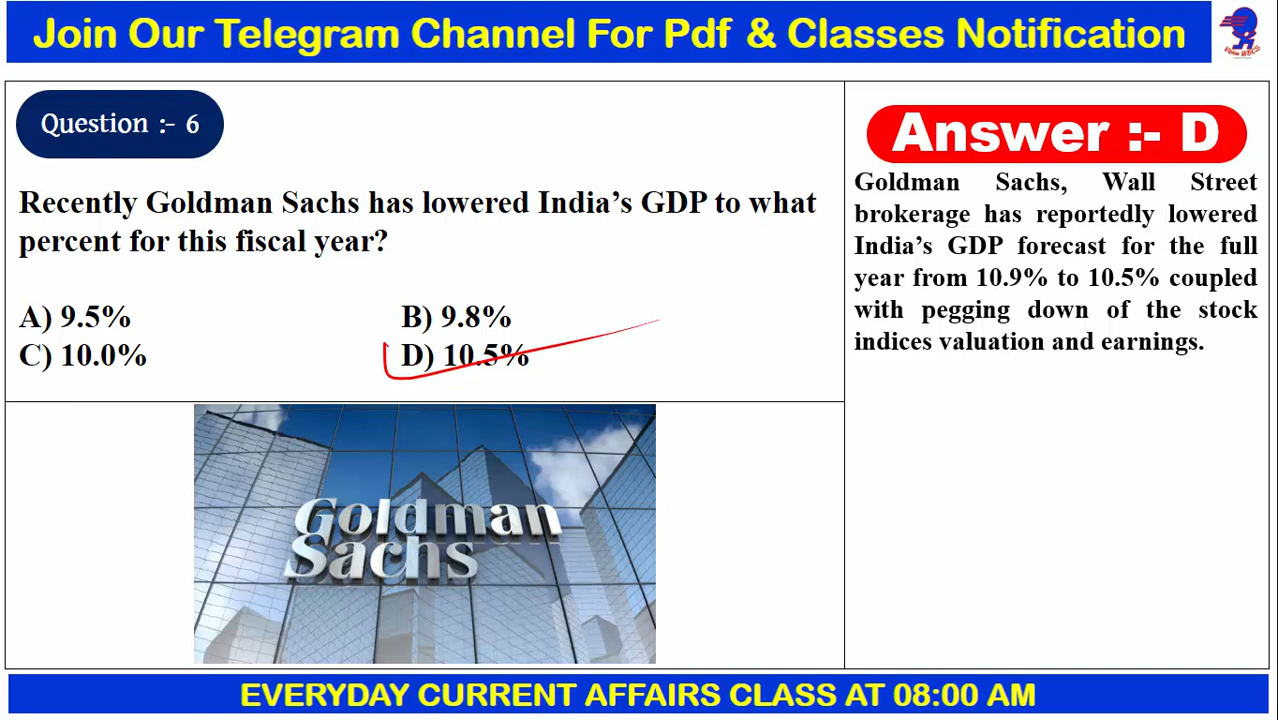 Join Our Telegram Channel For Pdf & Classes Notification
Question :- 6
Recently Goldman Sachs has lowered India’s GDP to what
percent for this fiscal year?
A) 9.5%
B) 9.8%
C) 10.0%
D) 10.5%
Goldman
Sachs
Answer :- D
Goldman Sachs, Wall Street
brokerage has reportedly lowered
India’s GDP forecast for the full
year from 10.9% to 10.5% coupled
with pegging down of the stock
indices valuation and earnings.
EVERYDAY CURRENT AFFAIRS CLASS AT 08:00 AM